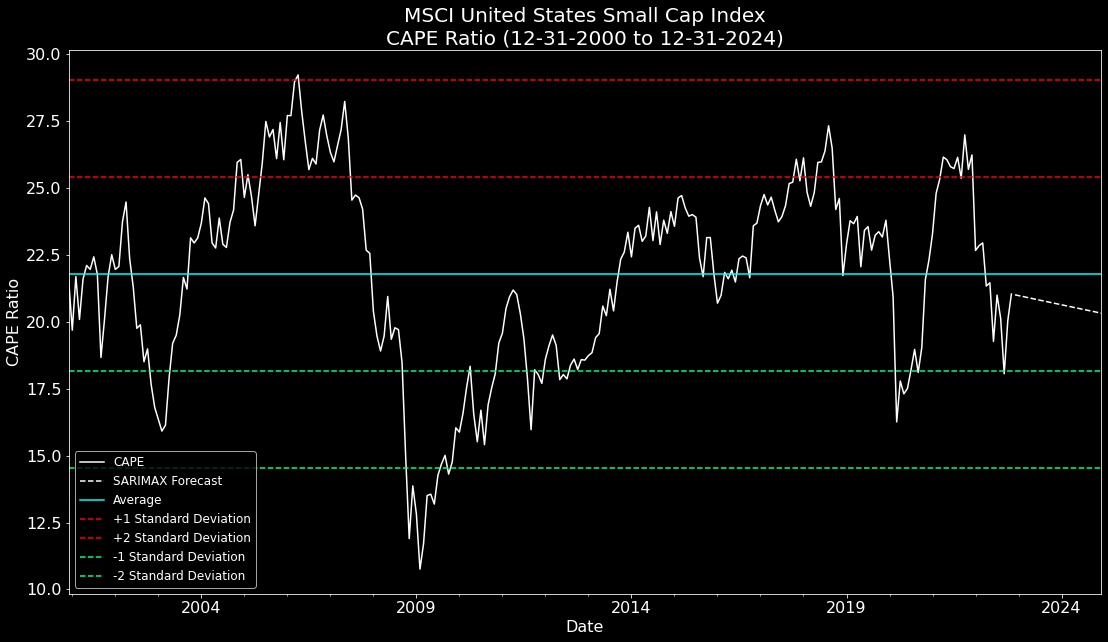 MSCI United States Small Cap Index
CAPE Ratio (12-31-2000 to 12-31-2024)
CAPE Ratio
30.0
27.5
25.0
22.5
20.0
17.5
15.0
12.5
10.0
CAPE
SARIMAX Forecast
Average
+1 Standard Deviation
+2 Standard Deviation
-1 Standard Deviation
-2 Standard Deviation
2004 2009 2014 2019 2024
Date